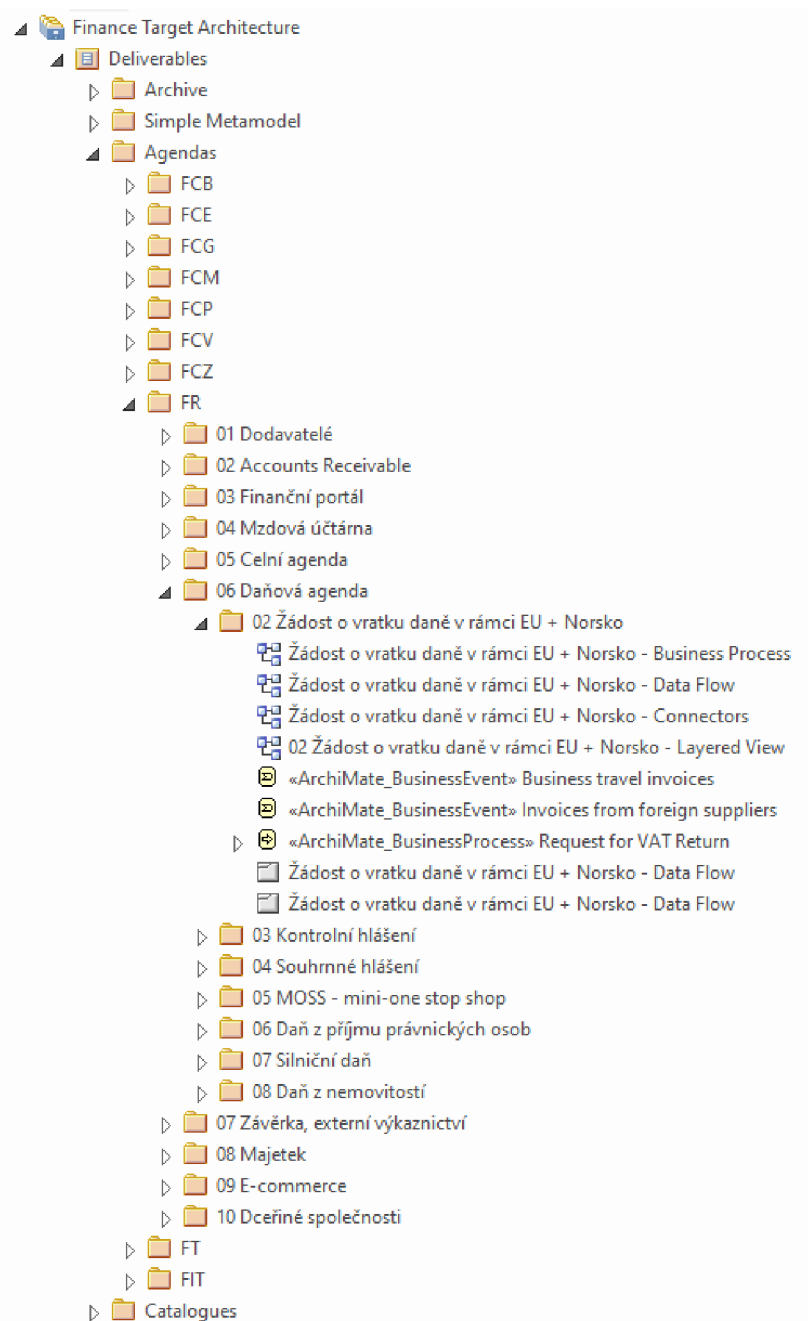 Finance Target Architecture
Deliverables
Archive
Simple Metamodel
Agendas
FCB
FCE
FCG
FCM
FCP
FCV
FCZ
FR
01 Dodavatelé
02 Accounts Receivable
03 Finanční portál
04 Mzdová účtárna
05 Celní agenda
06 Daňová agenda
02 Žádost o vratku daně v rámci EU + Norsko
Žádost o vratku daně v rámci EU + Norsko - Business Process
Žádost o vratku daně v rámci EU + Norsko - Data Flow
Žádost o vratku daně v rámci EU + Norsko - Connectors
02 Žádost o vratku daně v rámci EU + Norsko - Layered View
«ArchiMate_BusinessEvent» Business travel invoices
«ArchiMate_BusinessEvent» Invoices from foreign suppliers
«ArchiMate_BusinessProcess» Request for VAT Return
Žádost o vratku daně v rámci EU + Norsko - Data Flow
Žádost o vratku daně v rámci EU + Norsko - Data Flow
03 Kontrolní hlášení
04 Souhrnné hlášení
05 MOSS - mini-one stop shop
06 Daň z příjmu právnických osob
07 Silniční daň
08 Daň z nemovitostí
07 Závěrka, externí výkaznictví
08 Majetek
09 E-commerce
10 Dceřiné společnosti
FT
FIT
Catalogues